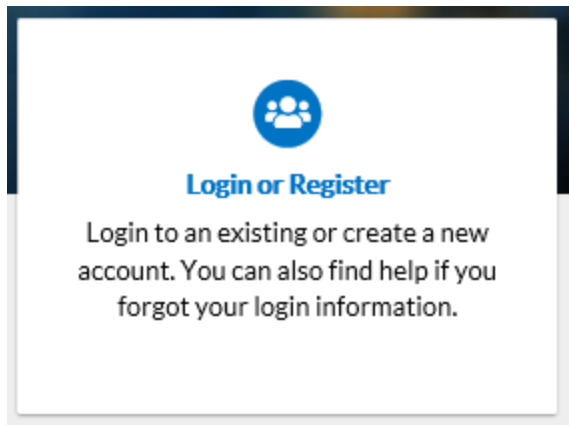 Login or Register
Login to an existing or create a new
account. You can also find help if you
forgot your login information.